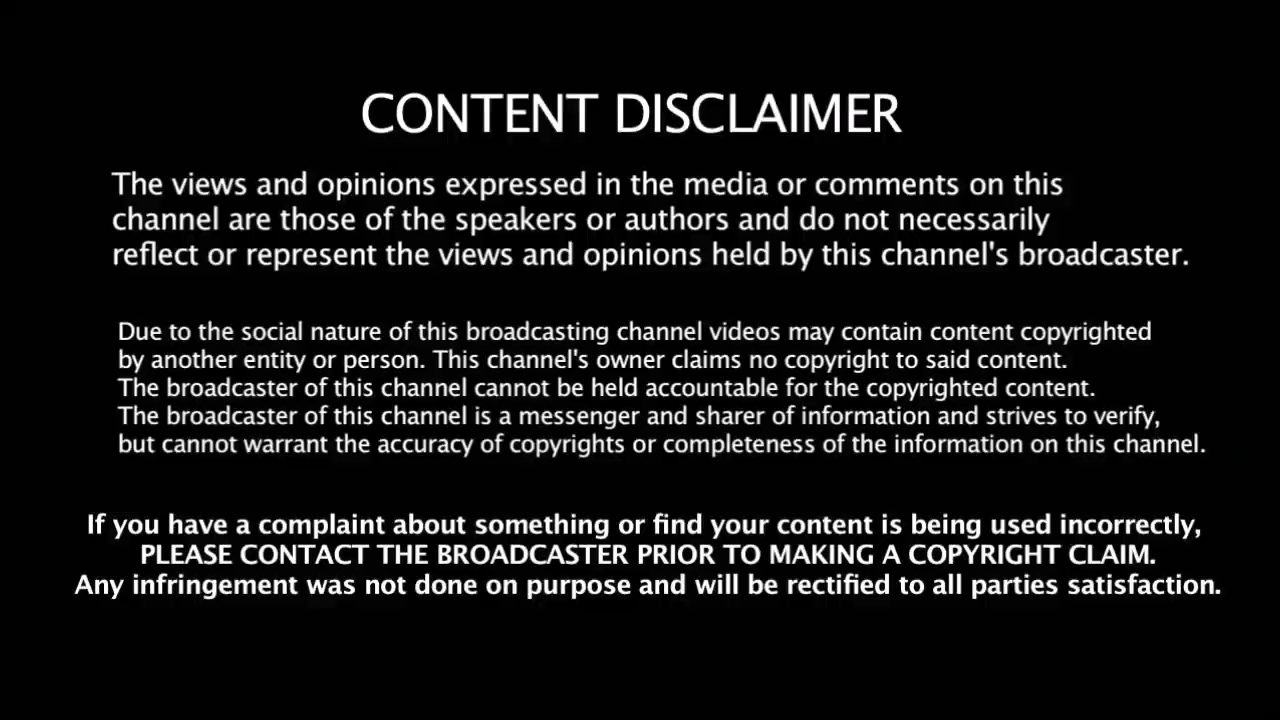 CONTENT DISCLAIMER
The views and opinions expressed in the media or comments on this
channel are those of the speakers or authors and do not necessarily
reflect or represent the views and opinions held by this channel's broadcaster.
Due to the social nature of this broadcasting channel videos may contain content copyrighted
by another entity or person. This channel's owner claims no copyright to said content.
The broadcaster of this channel cannot be held accountable for the copyrighted content.
The broadcaster of this channel is a messenger and sharer of information and strives to verify,
but cannot warrant the accuracy of copyrights or completeness of the information on this channel.
If you have a complaint about something or find your content is being used incorrectly,
PLEASE CONTACT THE BROADCASTER PRIOR TO MAKING A COPYRIGHT CLAIM.
Any infringement was not done on purpose and will be rectified to all parties satisfaction.